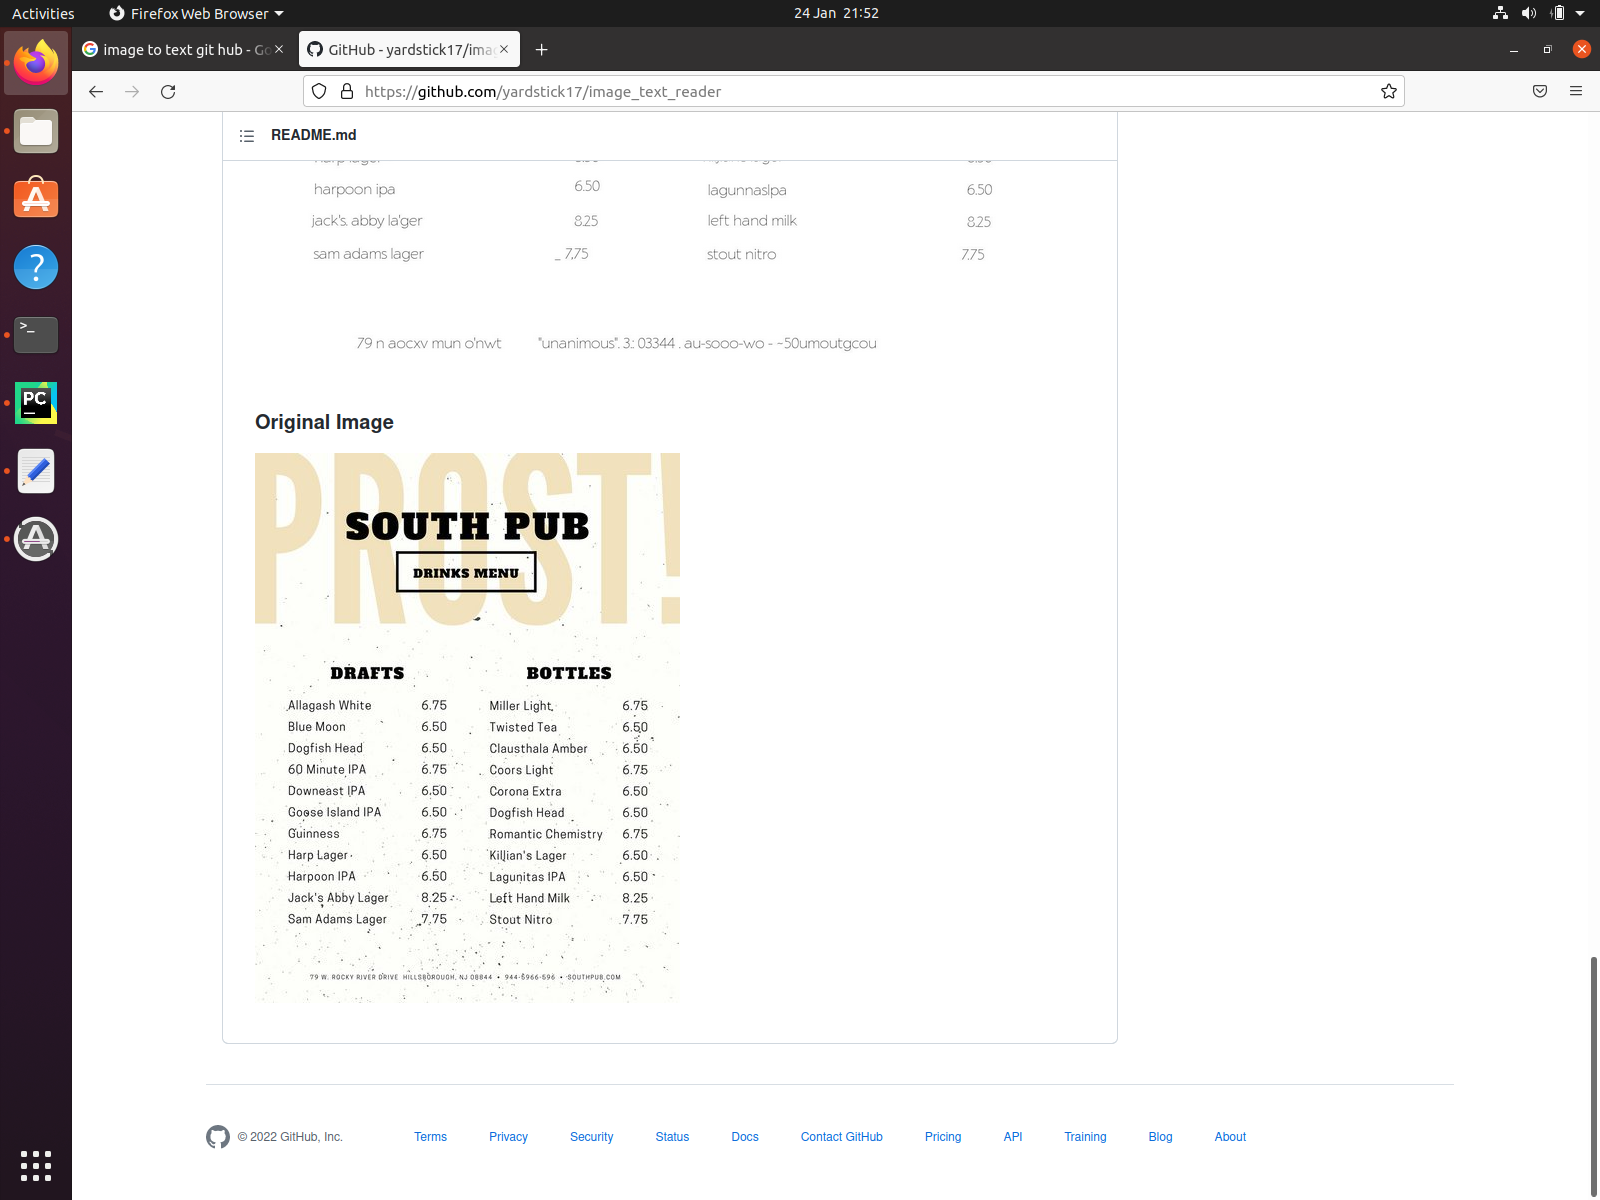 Activities Firefox Web Browser 24 Jan 21:52
image to text git hub - Go GitHub - yardstick17/imag
https://github.com/yardstick17/image_text_reader
README.md
harpoon ipa 6.50 lagunnaslpa 6.50
jack's. abby la'ger 8.25 left hand milk 8.25
sam adams lager _ 7.75 stout nitro 7.75
79 n aocxv mun o'nwt "unanimous". 3.: 03344 . au-sooo-wo - ~50umoutgcou
Original Image
PROST!
SOUTH PUB
DRINKS MENU
DRAFTS BOTTLES
Allagash White 6.75 Miller Light 6.75
Blue Moon 6.50 Twisted Tea 6.50
Dogfish Head 6.50 Clausthala Amber 6.50
60 Minute IPA 6.75 Coors Light 6.75
Downeast IPA 6.50 Corona Extra 6.50
Goose Island IPA 6.50 Dogfish Head 6.50
Guinness 6.75 Romantic Chemistry 6.75
Harp Lager 6.50 Killian's Lager 6.50
Harpoon IPA 6.50 Lagunitas IPA 6.50
Jack's Abby Lager 8.25 Left Hand Milk 8.25
Sam Adams Lager 7.75 Stout Nitro 7.75
79 W. ROCKY RIVER DRIVE HILLSBOROUGH, NJ 08844 • 944-5966-596 • SOUTHPUB.COM
© 2022 GitHub, Inc. Terms Privacy Security Status Docs Contact GitHub Pricing API Training Blog About